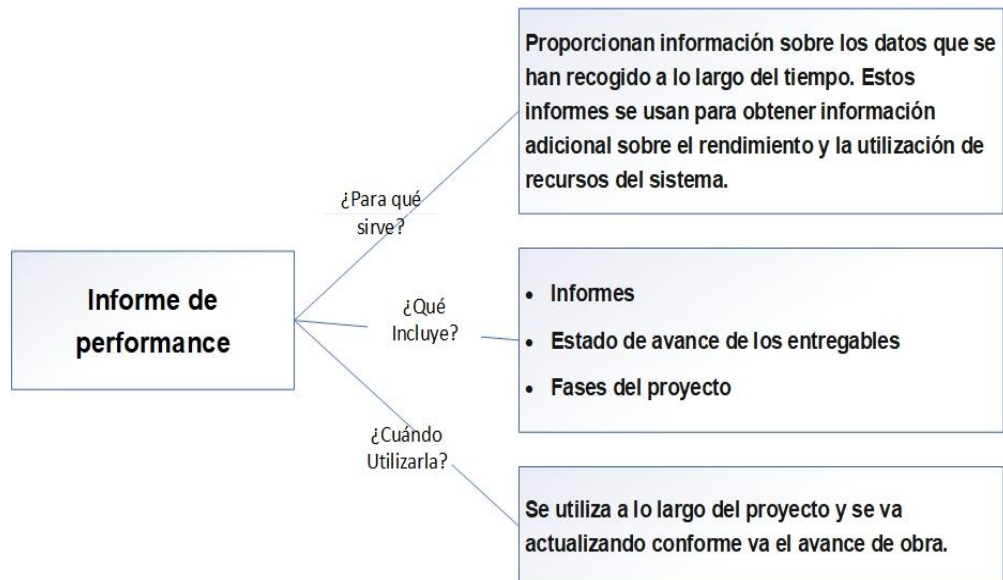 Informe de
performance
¿Para qué
sirve?
Proporcionan información sobre los datos que se
han recogido a lo largo del tiempo. Estos
informes se usan para obtener información
adicional sobre el rendimiento y la utilización de
recursos del sistema.
¿Qué
Incluye?
• Informes
• Estado de avance de los entregables
• Fases del proyecto
¿Cuándo
Utilizarla?
Se utiliza a lo largo del proyecto y se va
actualizando conforme va el avance de obra.